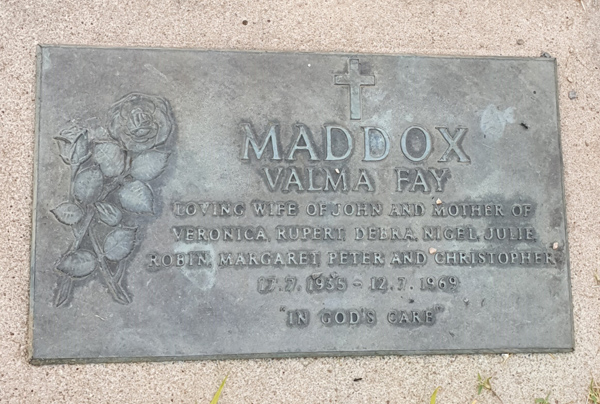 MADDOX
VALMA FAY
LOVING WIFE OF JOHN AND MOTHER OF
VERONICA, RUPERT, DEBRA, NIGEL, JULIE,
ROBIN, MARGARET, PETER AND CHRISTOPHER
17.7.1935 - 12.7.1969
"IN GOD'S CARE"